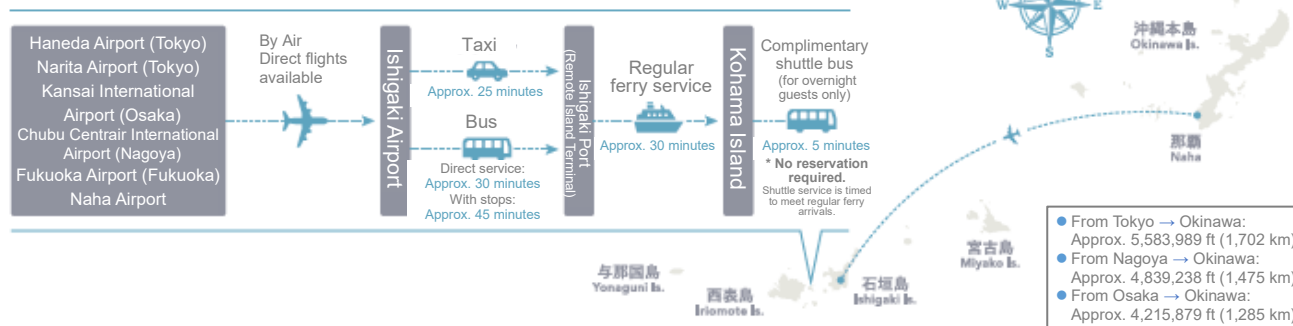 Haneda Airport (Tokyo)
Narita Airport (Tokyo)
Kansai International
Airport (Osaka)
Chubu Centrair International
Airport (Nagoya)
Fukuoka Airport (Fukuoka)
Naha Airport
By Air
Direct flights
available
Ishigaki Airport
Taxi
Approx. 25 minutes
Bus
Direct service:
Approx. 30 minutes
With stops:
Approx. 45 minutes
Ishigaki Port
(Remote Island Terminal)
Regular
ferry service
Approx. 30 minutes
Kohama Island
Complimentary
shuttle bus
(for overnight
guests only)
Approx. 5 minutes
* No reservation
required.
Shuttle service is timed
to meet regular ferry
arrivals.
W
E
S
沖縄本島
Okinawa Is.
那覇
Naha
宮古島
Miyako Is.
与那国島
Yonaguni Is.
西表島
Iriomote Is.
石垣島
Ishigaki Is.
From Tokyo → Okinawa:
Approx. 5,583,989 ft (1,702 km)
From Nagoya → Okinawa:
Approx. 4,839,238 ft (1,475 km)
From Osaka → Okinawa:
Approx. 4,215,879 ft (1,285 km)